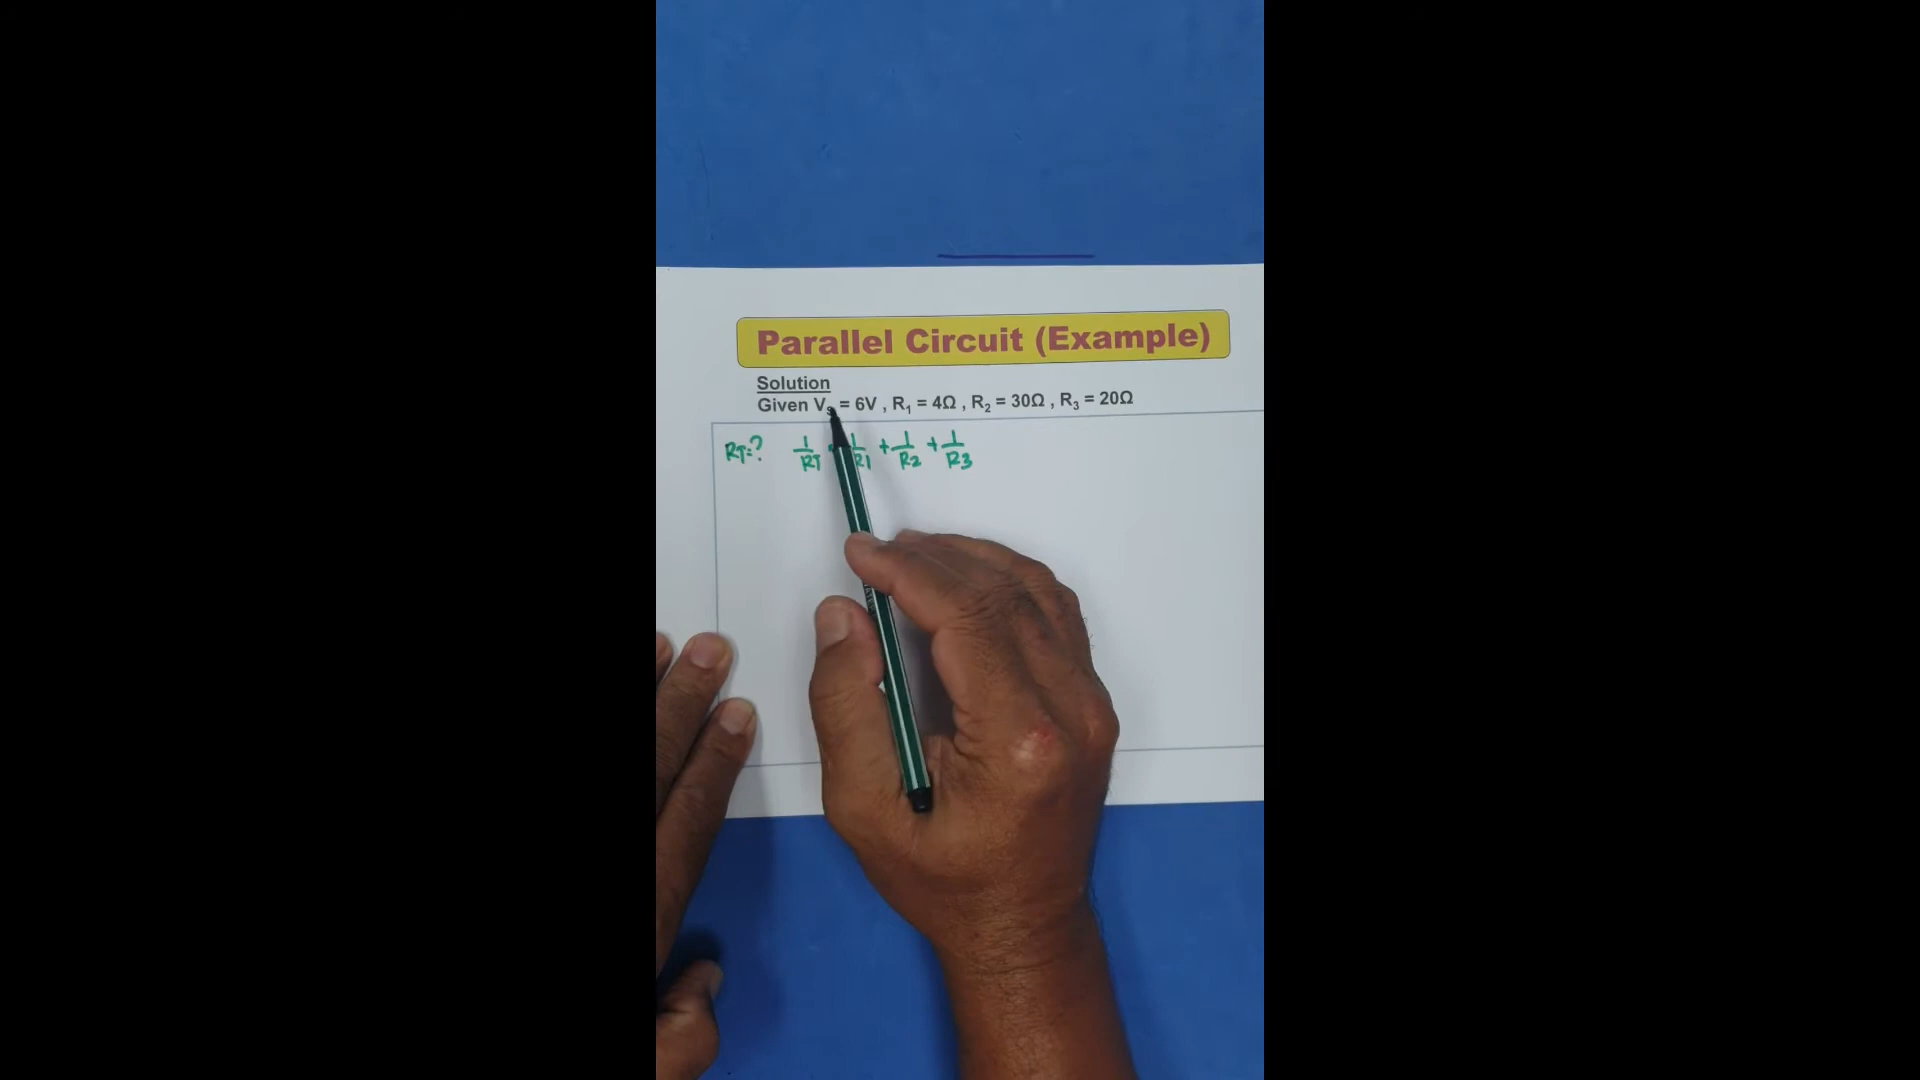 Parallel Circuit (Example)
Solution
Given Vₛ = 6V , R₁ = 4Ω , R₂ = 30Ω , R₃ = 20Ω
RT=? 1/RT 1/R1 + 1/R2 + 1/R3